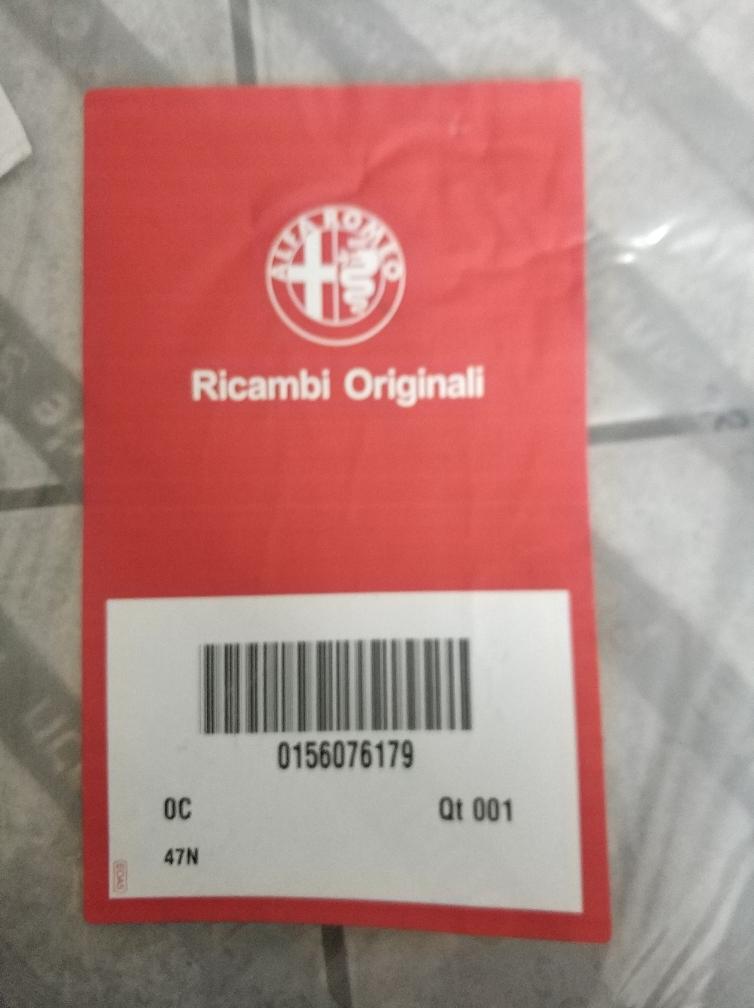 ALFA ROMEO
Ricambi Originali
0156076179
0C Qt 001
47N